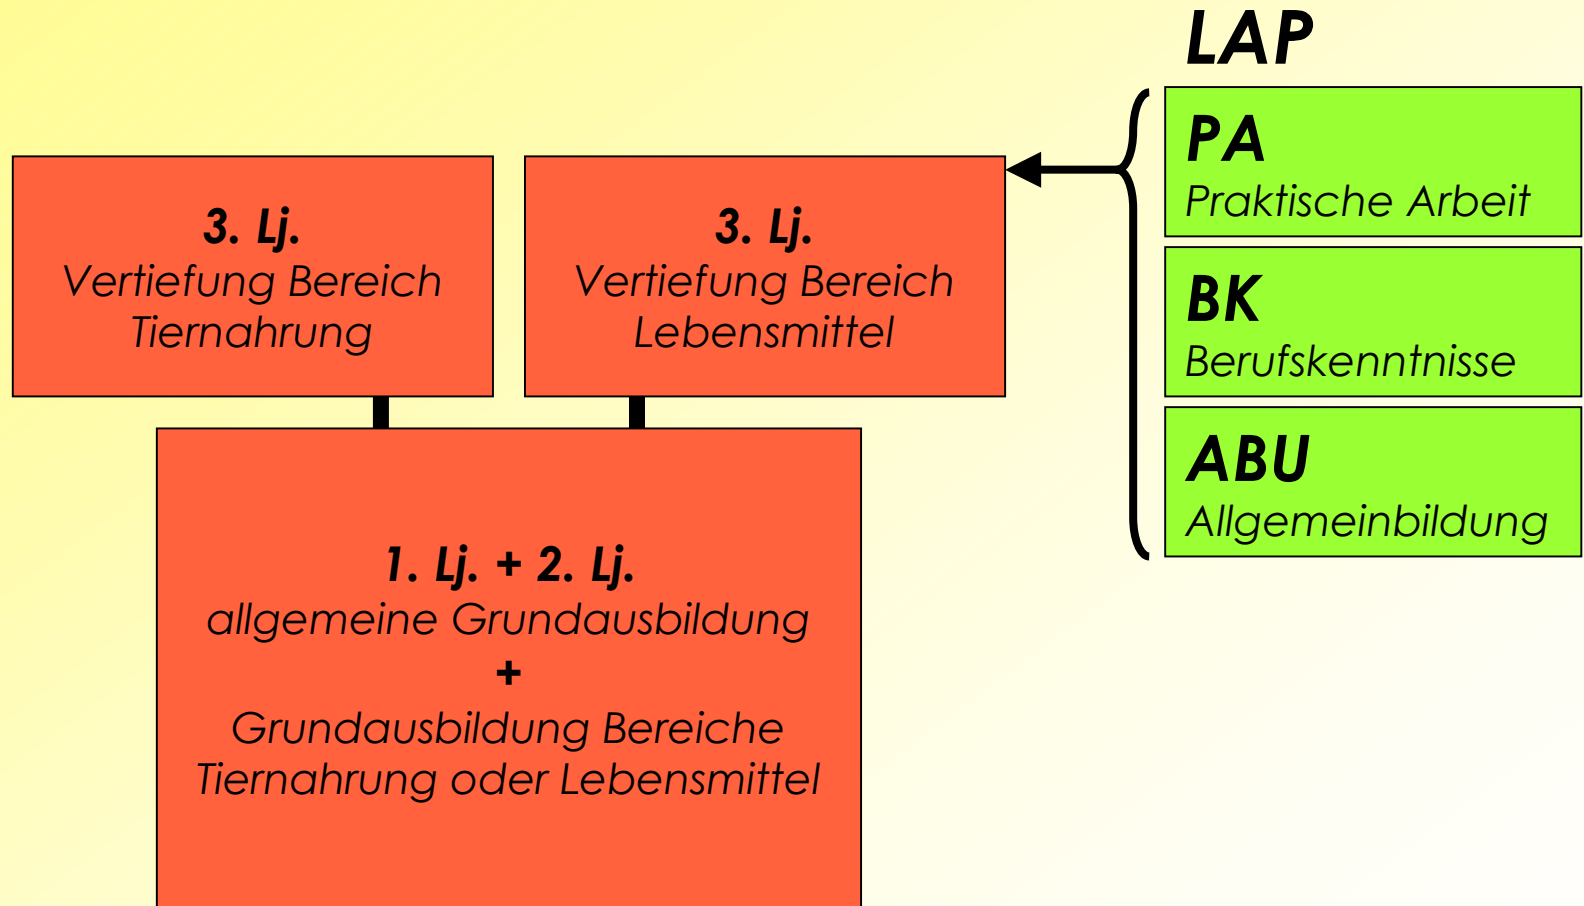 LAP
PA
Praktische Arbeit
BK
Berufskenntnisse
ABU
Allgemeinbildung
3. Lj.
Vertiefung Bereich
Tiernahrung
3. Lj.
Vertiefung Bereich
Lebensmittel
1. Lj. + 2. Lj.
allgemeine Grundausbildung
+
Grundausbildung Bereiche
Tiernahrung oder Lebensmittel